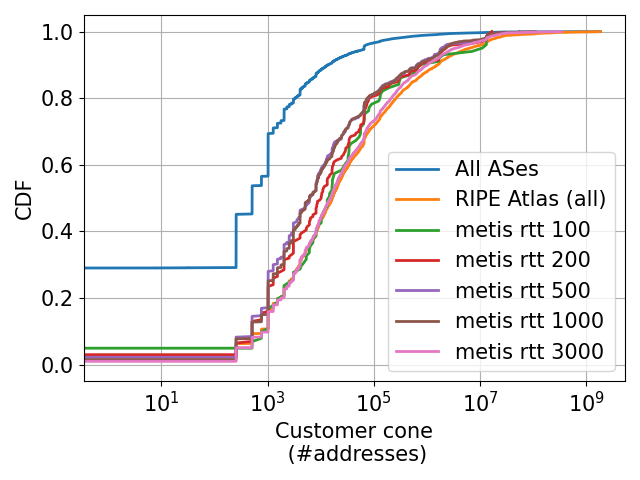 1.0
0.8
0.6
0.4
0.2
0.0
CDF
10^1
10^3
10^5
10^7
10^9
Customer cone
(#addresses)
All ASes
RIPE Atlas (all)
metis rtt 100
metis rtt 200
metis rtt 500
metis rtt 1000
metis rtt 3000